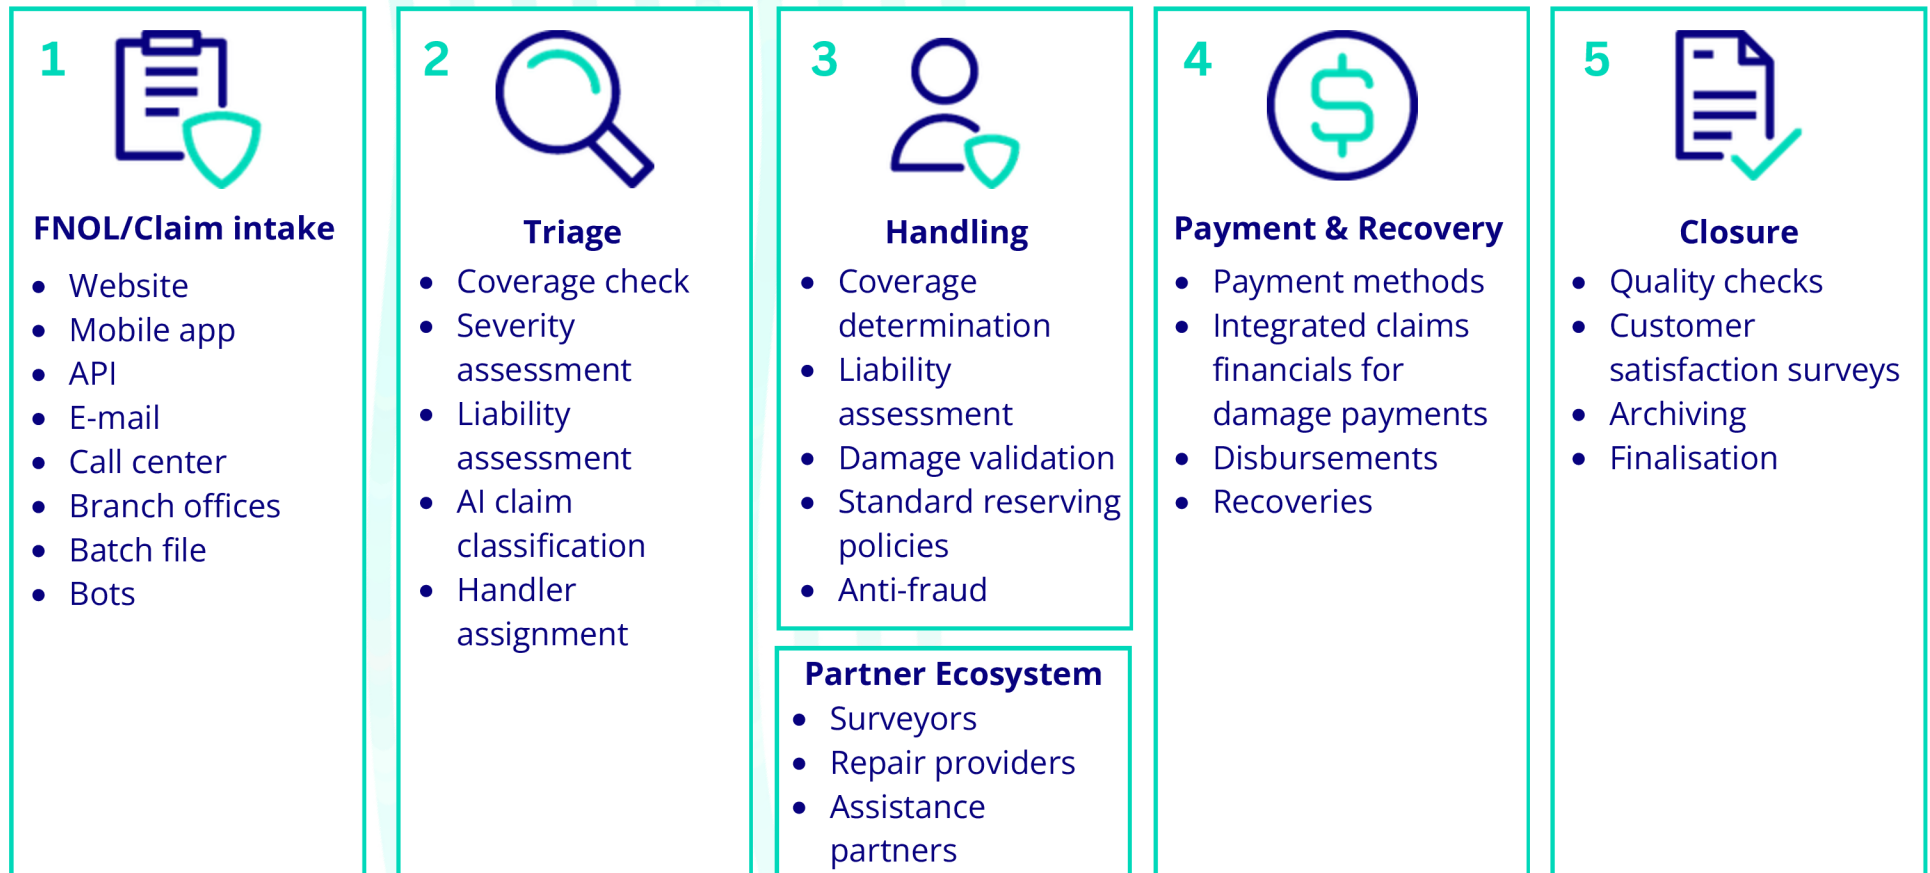 1
FNOL/Claim intake
• Website
• Mobile app
• API
• E-mail
• Call center
• Branch offices
• Batch file
• Bots
2
Triage
• Coverage check
• Severity
assessment
• Liability
assessment
• AI claim
classification
• Handler
assignment
3
Handling
• Coverage
determination
• Liability
assessment
• Damage validation
• Standard reserving
policies
• Anti-fraud
Partner Ecosystem
• Surveyors
• Repair providers
• Assistance
partners
4
$
Payment & Recovery
• Payment methods
• Integrated claims
financials for
damage payments
• Disbursements
• Recoveries
5
Closure
• Quality checks
• Customer
satisfaction surveys
• Archiving
• Finalisation